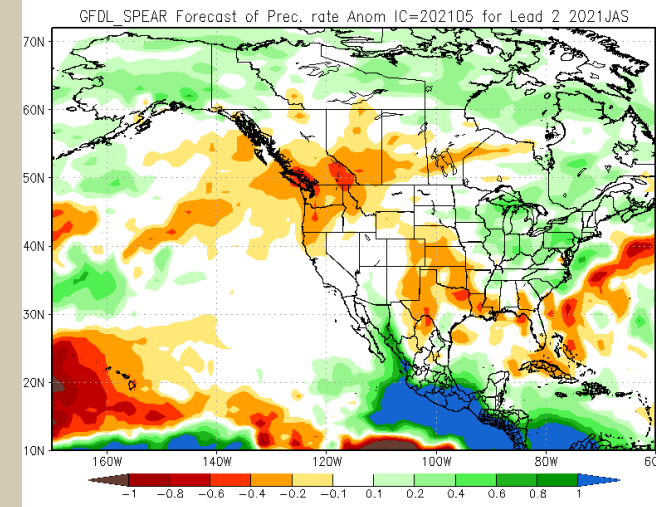 GFDL_SPEAR Forecast of Prec. rate Anom IC=202105 for Lead 2 2021JAS
70N
60N
50N
40N
30N
20N
10N
160W 140W 120W 100W 80W 60
-1 -0.8 -0.6 -0.4 -0.2 -0.1 0.1 0.2 0.4 0.6 0.8 1